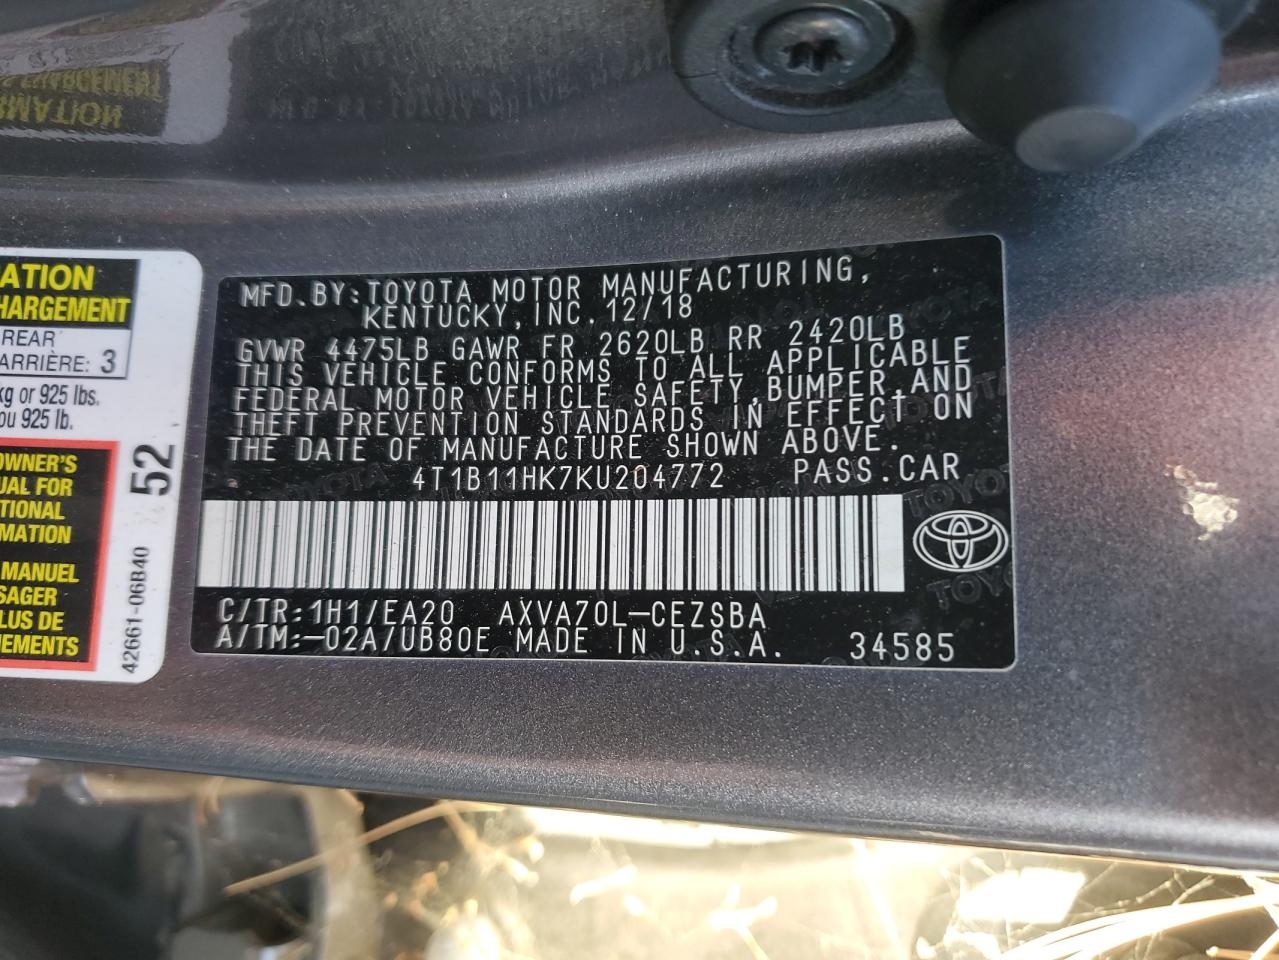 ATION
HARGEMENT
REAR
ARRIÈRE: 3
kg or 925 lbs.
ou 925 lb.
OWNER'S
UAL FOR
TIONAL
MATION
MANUEL
SAGER
LUS DE
NEMENTS
52
42661-06B40
MFD.BY:TOYOTA MOTOR MANUFACTURING,
KENTUCKY,INC.12/18
GVWR 4475LB GAWR FR 2620LB RR 2420LB
THIS VEHICLE CONFORMS TO ALL APPLICABLE
FEDERAL MOTOR VEHICLE SAFETY,BUMPER,AND
THEFT PREVENTION STANDARDS IN EFFECT ON
THE DATE OF MANUFACTURE SHOWN ABOVE.
4T1B11HK7KU204772 PASS.CAR
C/TR:1H1/EA20 AXVA70L-CEZSBA
A/TM:-02A/UB80E MADE IN U.S.A. 34585